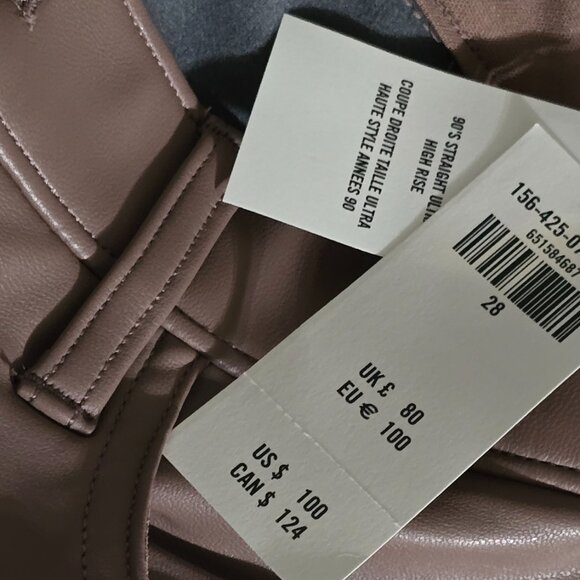 90'S STRAIGHT ULTRA
HIGH RISE
COUPE DROITE TAILLE ULTRA
HAUTE STYLE ANNEES 90
156-425-07
65158468
28
UK £ 80
EU € 100
US $ 100
CAN $ 124